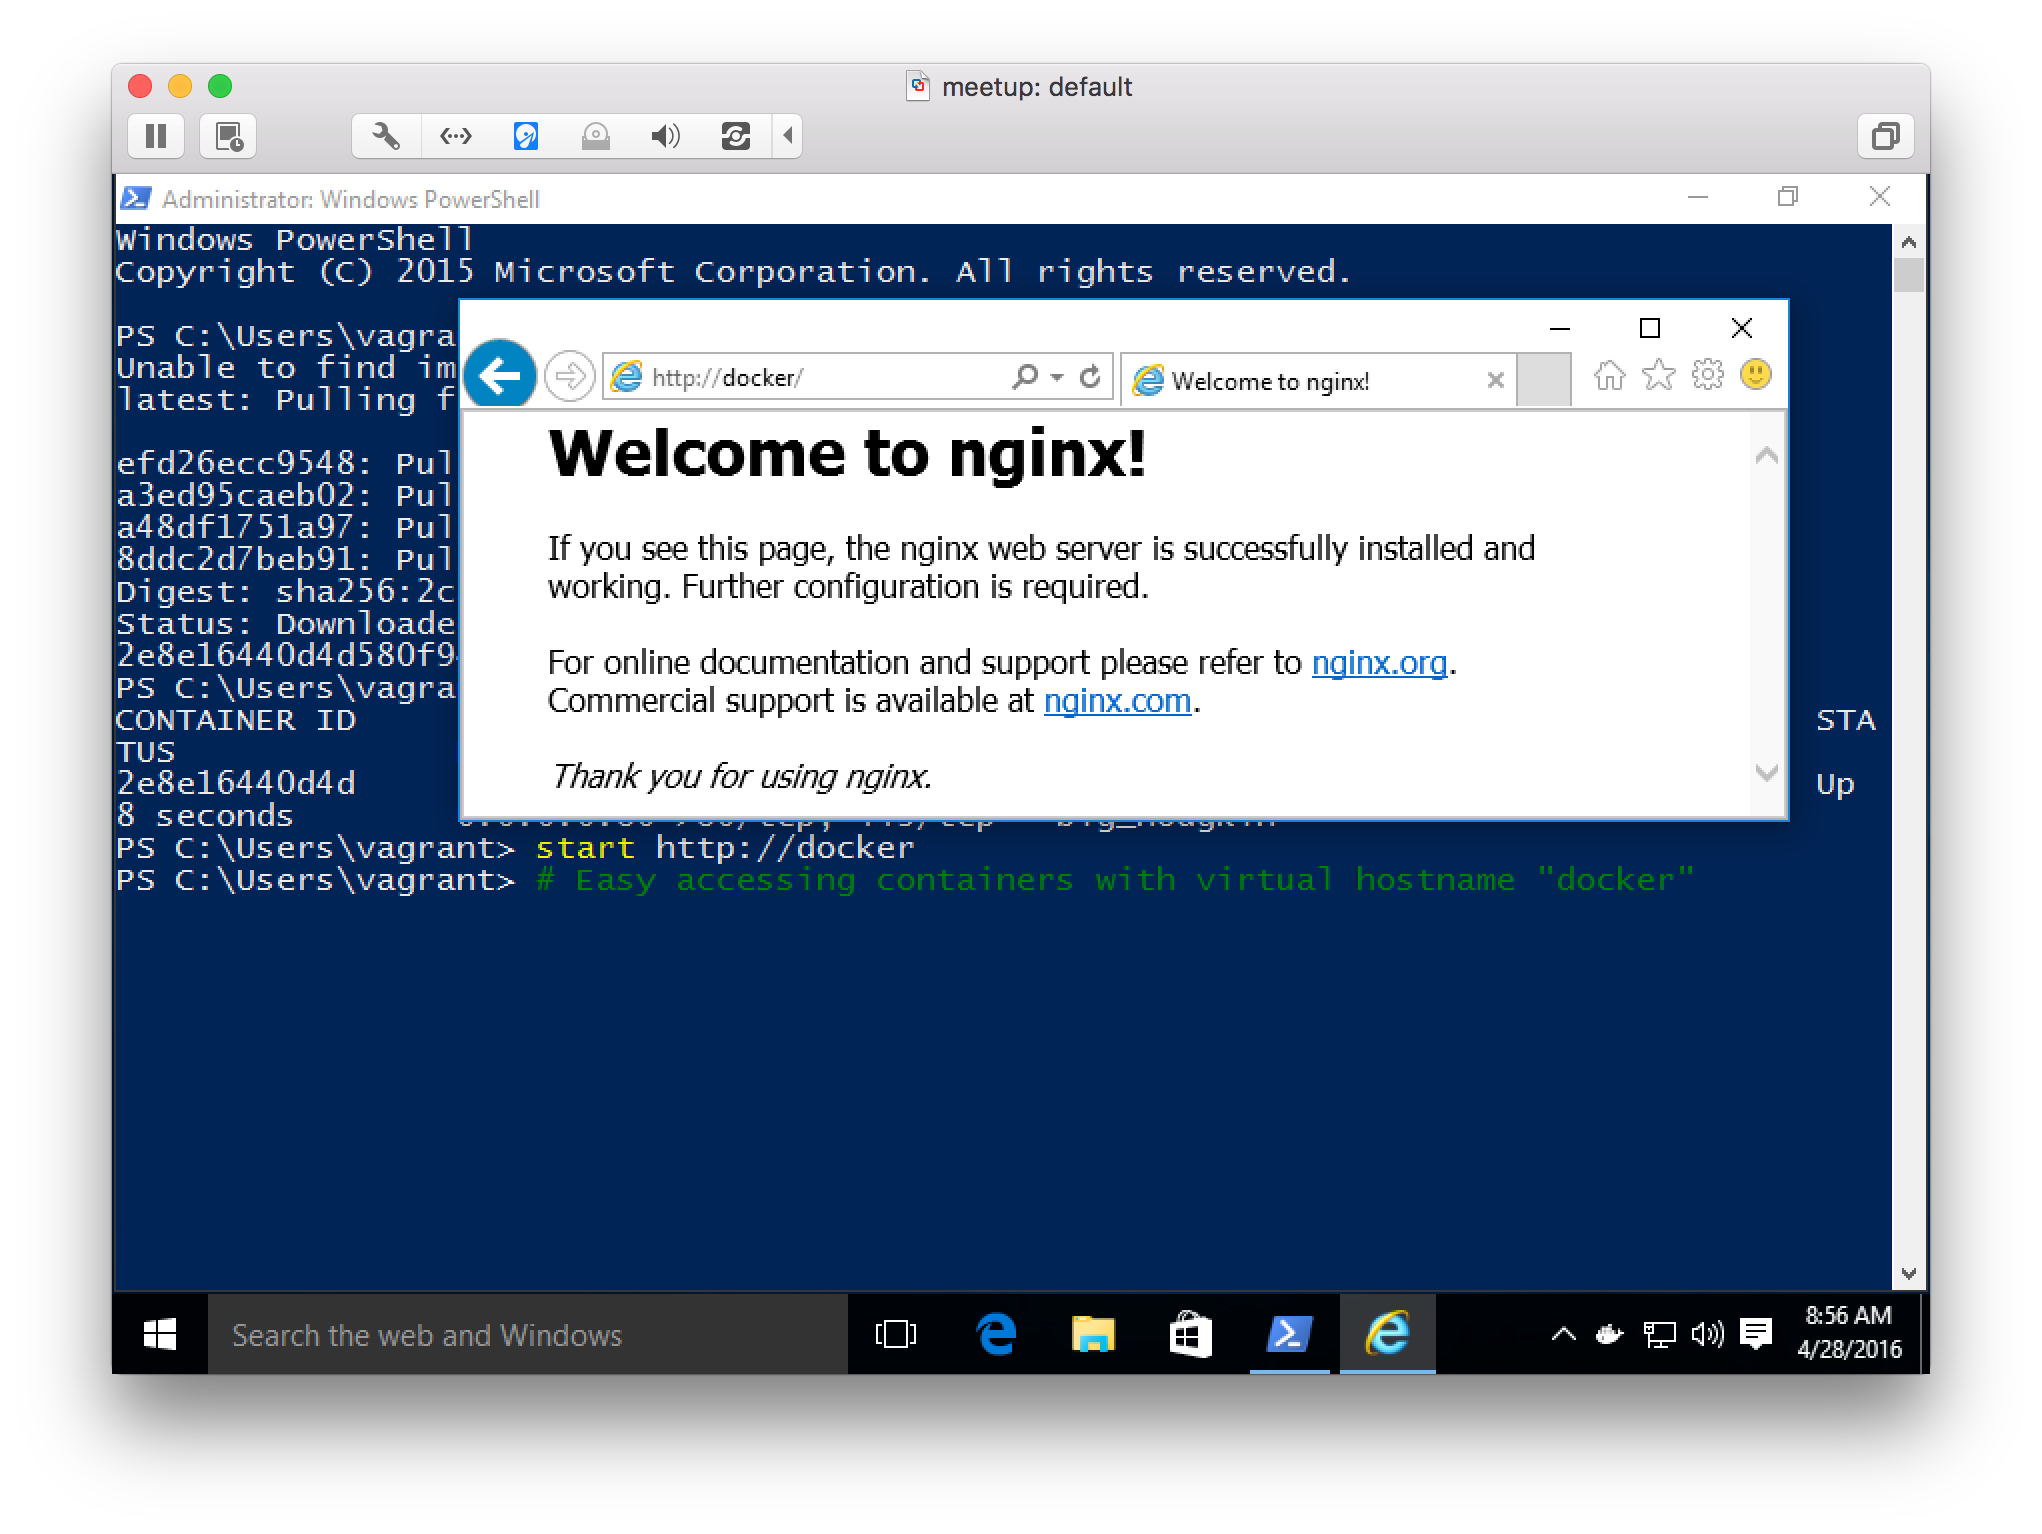 meetup: default
Administrator: Windows PowerShell
Windows PowerShell
Copyright (C) 2015 Microsoft Corporation. All rights reserved.
PS C:\Users\vagra
Unable to find im
latest: Pulling f
efd26ecc9548: Pul
a3ed95caeb02: Pul
a48df1751a97: Pul
8ddc2d7beb91: Pul
Digest: sha256:2c
Status: Downloade
2e8e16440d4d580f9
PS C:\Users\vagra
CONTAINER ID STA
TUS
2e8e16440d4d Up
8 seconds
PS C:\Users\vagrant> start http://docker
PS C:\Users\vagrant> # Easy accessing containers with virtual hostname "docker"
http://docker/
Welcome to nginx!
Welcome to nginx!
If you see this page, the nginx web server is successfully installed and
working. Further configuration is required.
For online documentation and support please refer to nginx.org.
Commercial support is available at nginx.com.
Thank you for using nginx.
Search the web and Windows
8:56 AM
4/28/2016